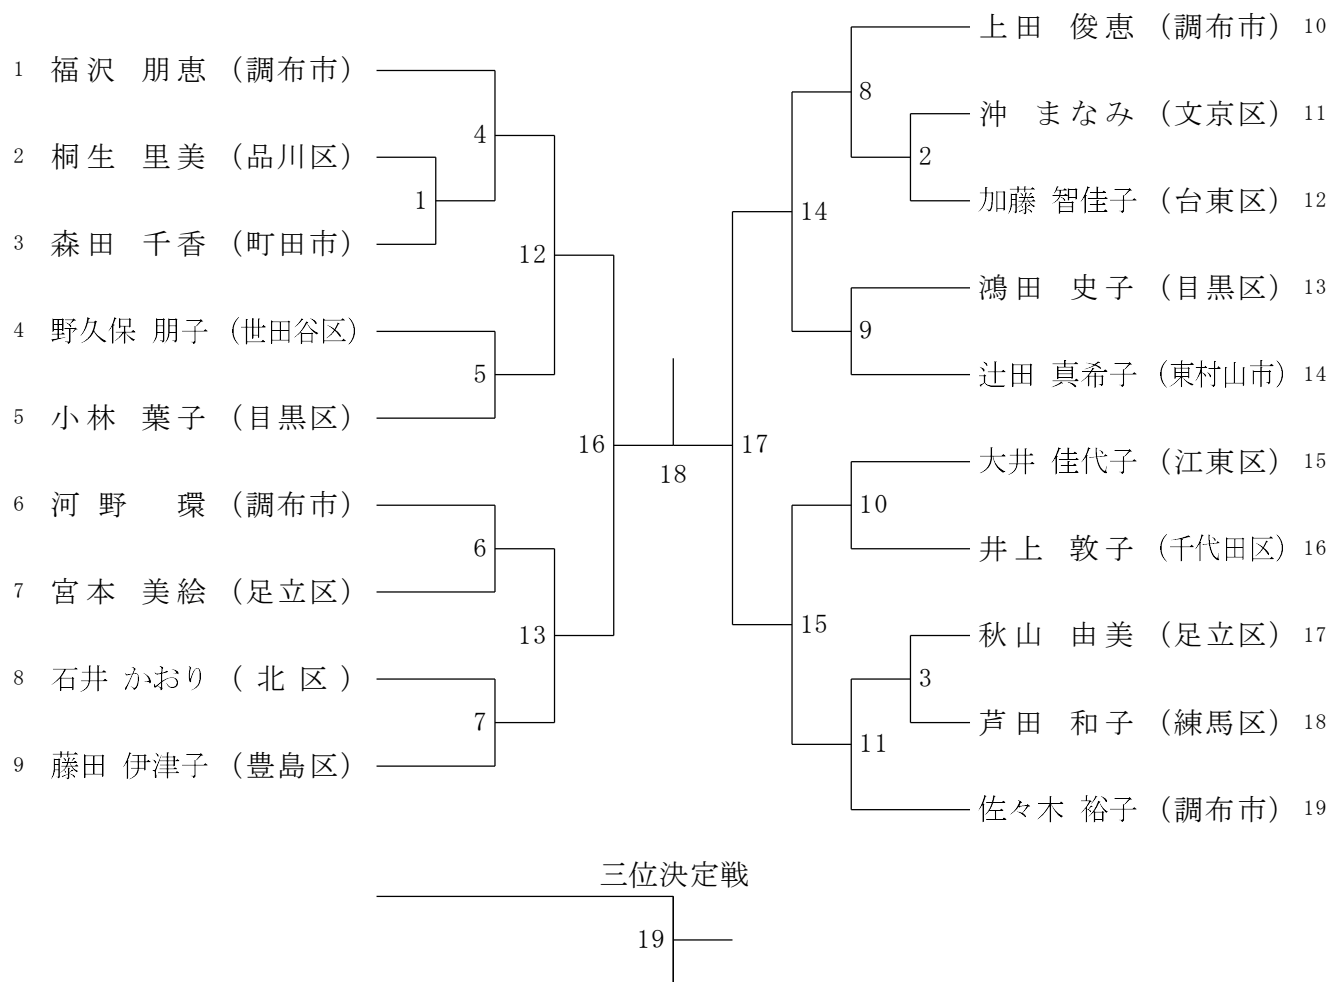 1 福沢 朋恵 (調布市)
2 桐生 里美 (品川区)
3 森田 千香 (町田市)
4 野久保 朋子 (世田谷区)
5 小林 葉子 (目黒区)
6 河野 環 (調布市)
7 宮本 美絵 (足立区)
8 石井 かおり (北区)
9 藤田 伊津子 (豊島区)
4
1
12
5
16
6
13
7
18
上田 俊恵 (調布市) 10
沖 まなみ (文京区) 11
加藤 智佳子 (台東区) 12
鴻田 史子 (目黒区) 13
辻田 真希子 (東村山市) 14
大井 佳代子 (江東区) 15
井上 敦子 (千代田区) 16
秋山 由美 (足立区) 17
芦田 和子 (練馬区) 18
佐々木 裕子 (調布市) 19
8
2
14
9
17
10
15
3
11
三位決定戦
19